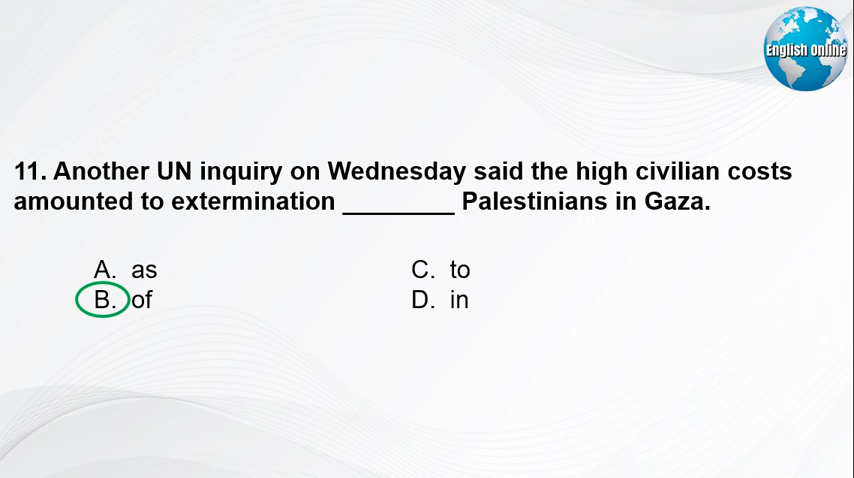 English Online
11. Another UN inquiry on Wednesday said the high civilian costs
amounted to extermination ________ Palestinians in Gaza.
A. as
B. of
C. to
D. in